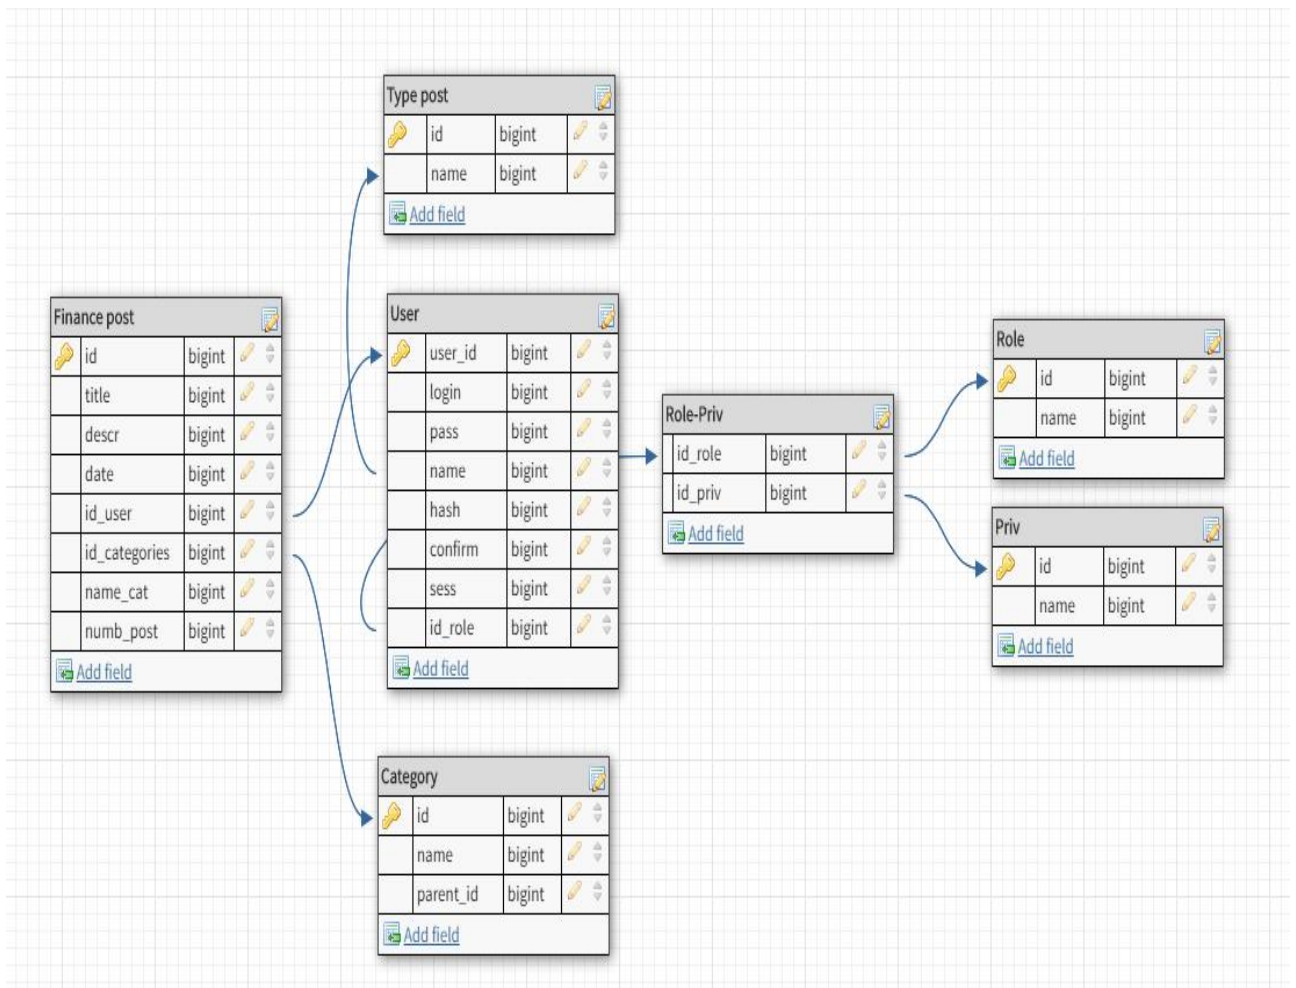 Type post
id bigint
name bigint
Add field
Finance post
id bigint
title bigint
descr bigint
date bigint
id_user bigint
id_categories bigint
name_cat bigint
numb_post bigint
Add field
User
user_id bigint
login bigint
pass bigint
name bigint
hash bigint
confirm bigint
sess bigint
id_role bigint
Add field
Role-Priv
id_role bigint
id_priv bigint
Add field
Role
id bigint
name bigint
Add field
Priv
id bigint
name bigint
Add field
Category
id bigint
name bigint
parent_id bigint
Add field